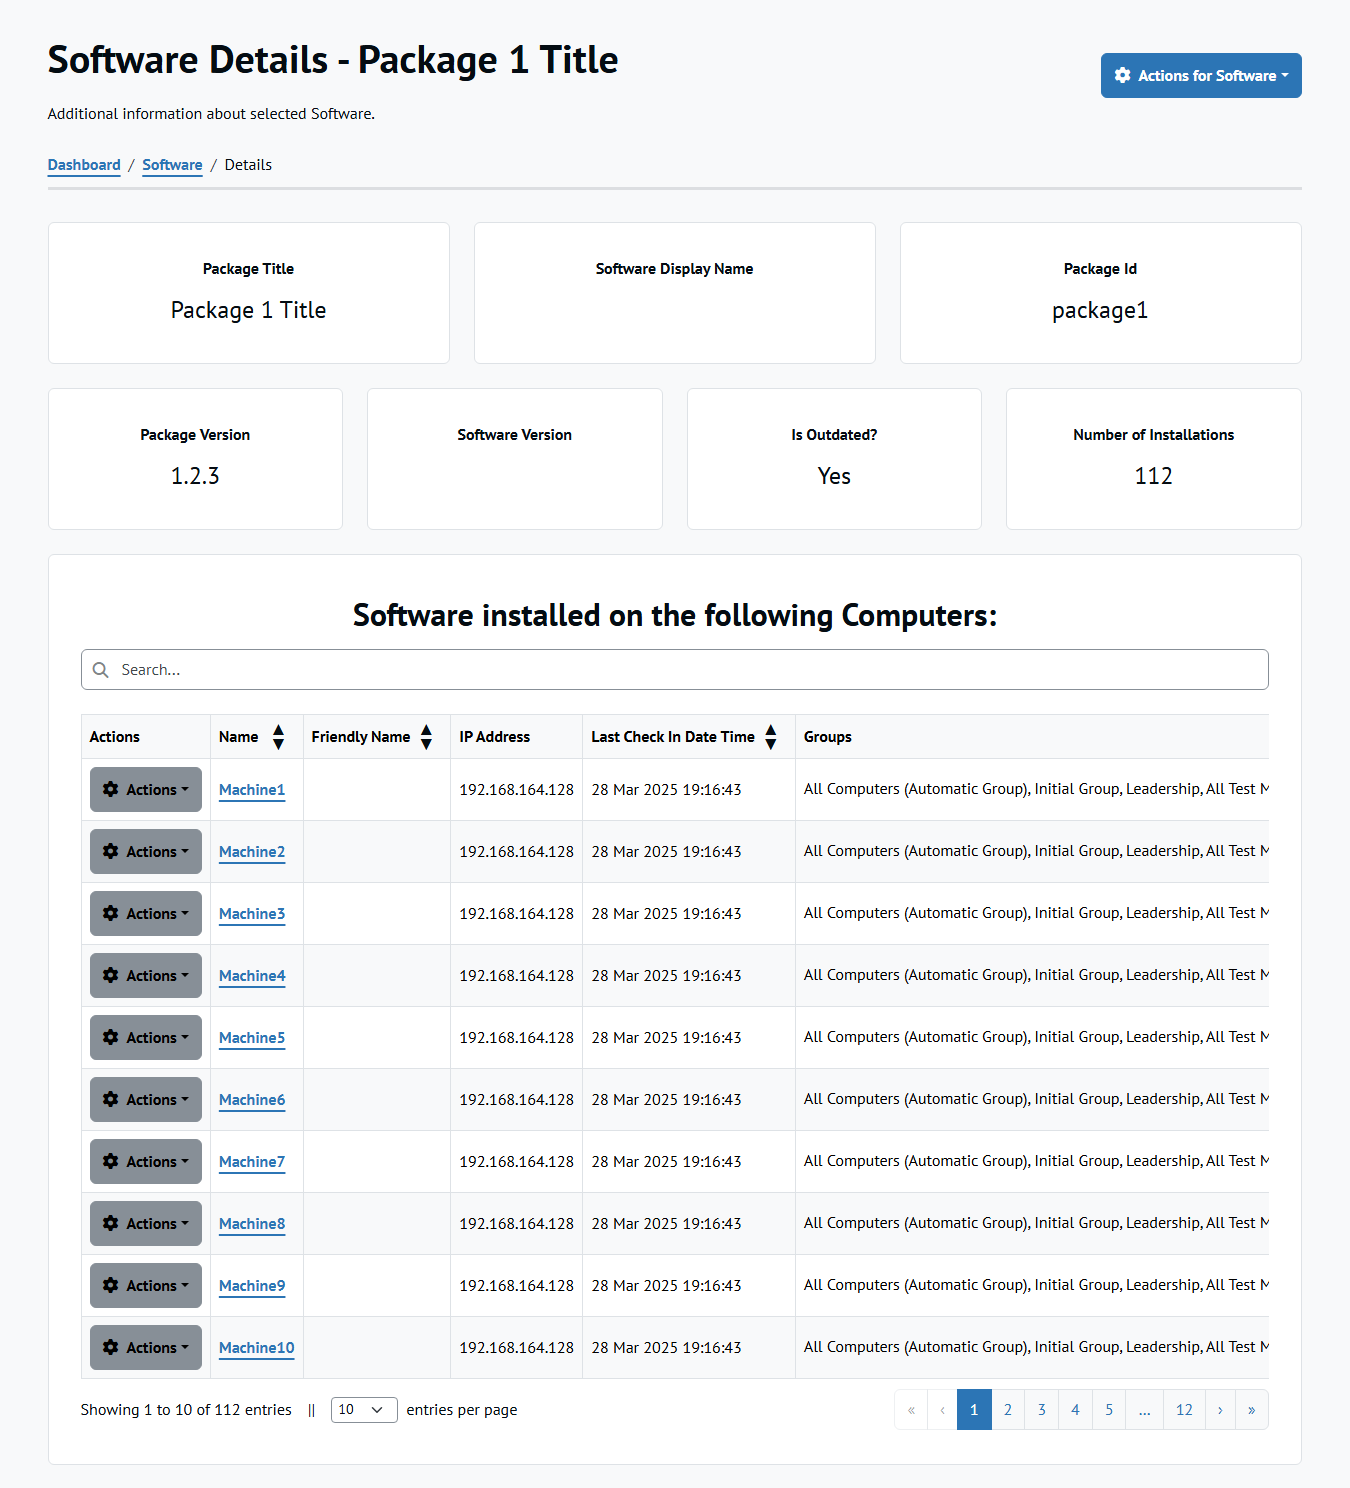 Software Details - Package 1 Title
Actions for Software
Additional information about selected Software.
Dashboard / Software / Details
Package Title
Package 1 Title
Software Display Name
Package Id
package1
Package Version
1.2.3
Software Version
Is Outdated?
Yes
Number of Installations
112
Software installed on the following Computers:
Search...
Actions Name Friendly Name IP Address Last Check In Date Time Groups
Actions Machine1 192.168.164.128 28 Mar 2025 19:16:43 All Computers (Automatic Group), Initial Group, Leadership, All Test M
Actions Machine2 192.168.164.128 28 Mar 2025 19:16:43 All Computers (Automatic Group), Initial Group, Leadership, All Test M
Actions Machine3 192.168.164.128 28 Mar 2025 19:16:43 All Computers (Automatic Group), Initial Group, Leadership, All Test M
Actions Machine4 192.168.164.128 28 Mar 2025 19:16:43 All Computers (Automatic Group), Initial Group, Leadership, All Test M
Actions Machine5 192.168.164.128 28 Mar 2025 19:16:43 All Computers (Automatic Group), Initial Group, Leadership, All Test M
Actions Machine6 192.168.164.128 28 Mar 2025 19:16:43 All Computers (Automatic Group), Initial Group, Leadership, All Test M
Actions Machine7 192.168.164.128 28 Mar 2025 19:16:43 All Computers (Automatic Group), Initial Group, Leadership, All Test M
Actions Machine8 192.168.164.128 28 Mar 2025 19:16:43 All Computers (Automatic Group), Initial Group, Leadership, All Test M
Actions Machine9 192.168.164.128 28 Mar 2025 19:16:43 All Computers (Automatic Group), Initial Group, Leadership, All Test M
Actions Machine10 192.168.164.128 28 Mar 2025 19:16:43 All Computers (Automatic Group), Initial Group, Leadership, All Test M
Showing 1 to 10 of 112 entries || 10 entries per page « ‹ 1 2 3 4 5 ... 12 › »